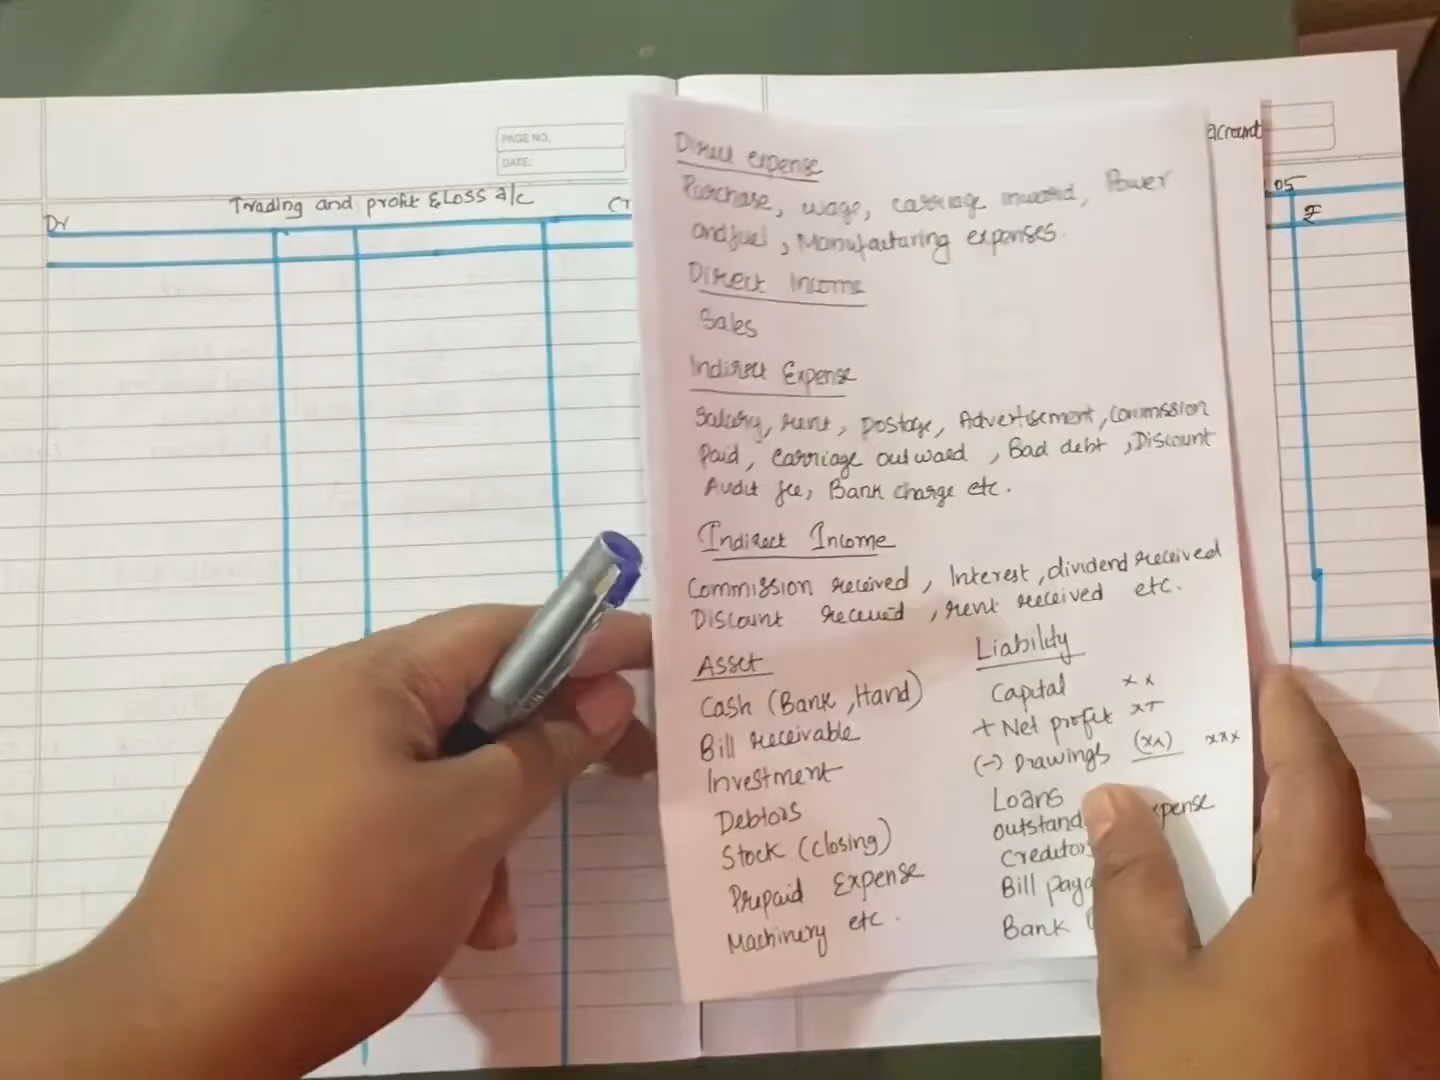 PAGE NO.
DATE:
Trading and profit & Loss a/c
Dr
Cr
account
₹
Direct expense
Purchase, wage, carriage inward, Power
and fuel, Manufacturing expenses.
Direct Income
Sales
Indirect Expense
Salary, rent, postage, Advertisement, Commssion
Paid, Carriage outward, Bad debt, Discount
Audit fee, Bank charge etc.
Indirect Income
Commission received, Interest, dividend received
Discount received, rent received etc.
Asset
Cash (Bank, Hand)
Bill receivable
Investment
Debtors
Stock (closing)
Prepaid Expense
Machinery etc.
Liability
Capital xx
+ Net profit xx
(-) Drawings (xx) xxx
Loans
Bank